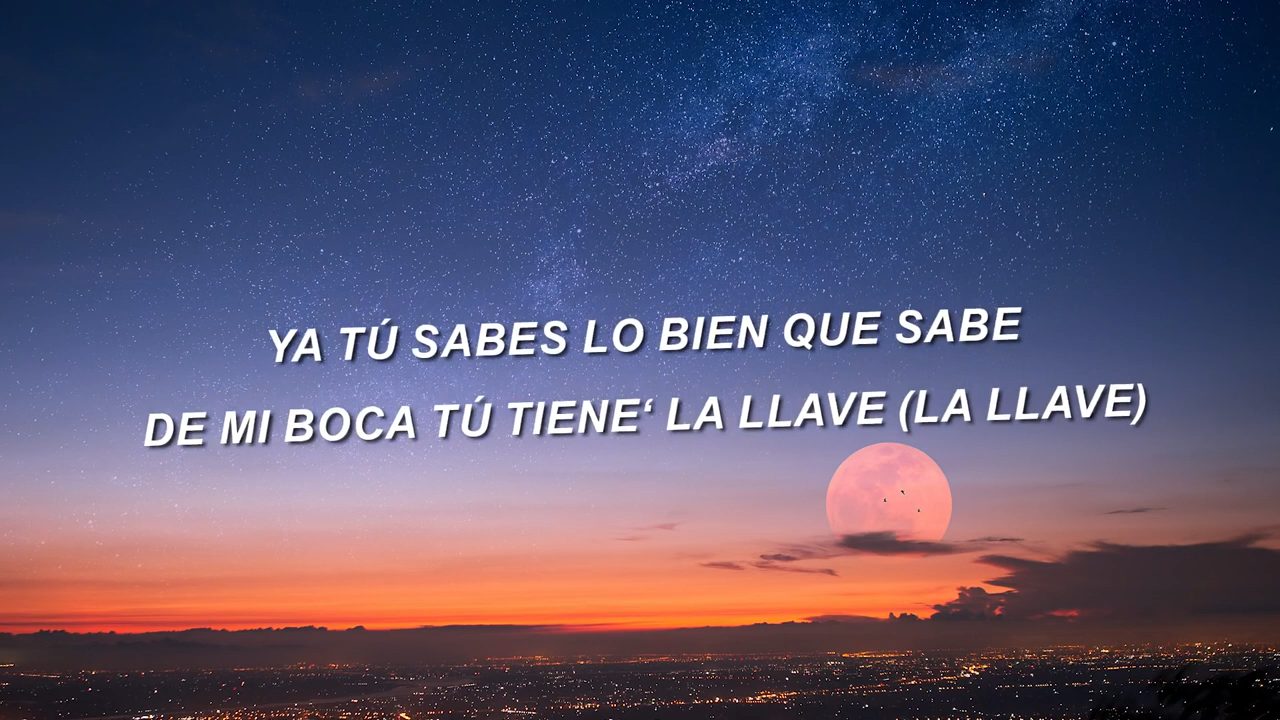 YA TÚ SABES LO BIEN QUE SABE
DE MI BOCA TÚ TIENE‘ LA LLAVE (LA LLAVE)